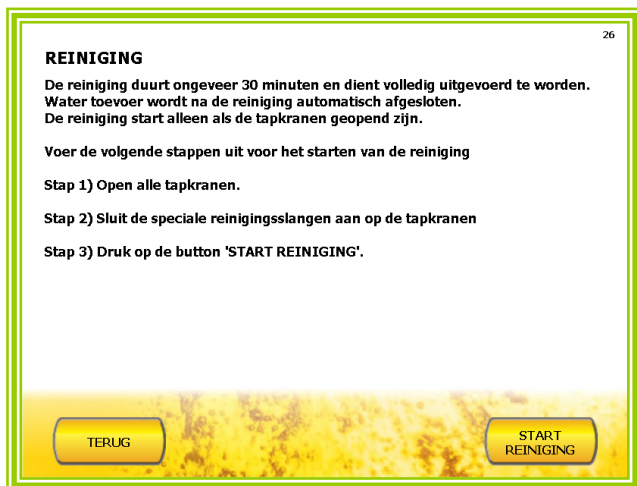 26
REINIGING
De reiniging duurt ongeveer 30 minuten en dient volledig uitgevoerd te worden.
Water toevoer wordt na de reiniging automatisch afgesloten.
De reiniging start alleen als de tapkranen geopend zijn.
Voer de volgende stappen uit voor het starten van de reiniging
Stap 1) Open alle tapkranen.
Stap 2) Sluit de speciale reinigingsslangen aan op de tapkranen
Stap 3) Druk op de button 'START REINIGING'.
TERUG
START
REINIGING